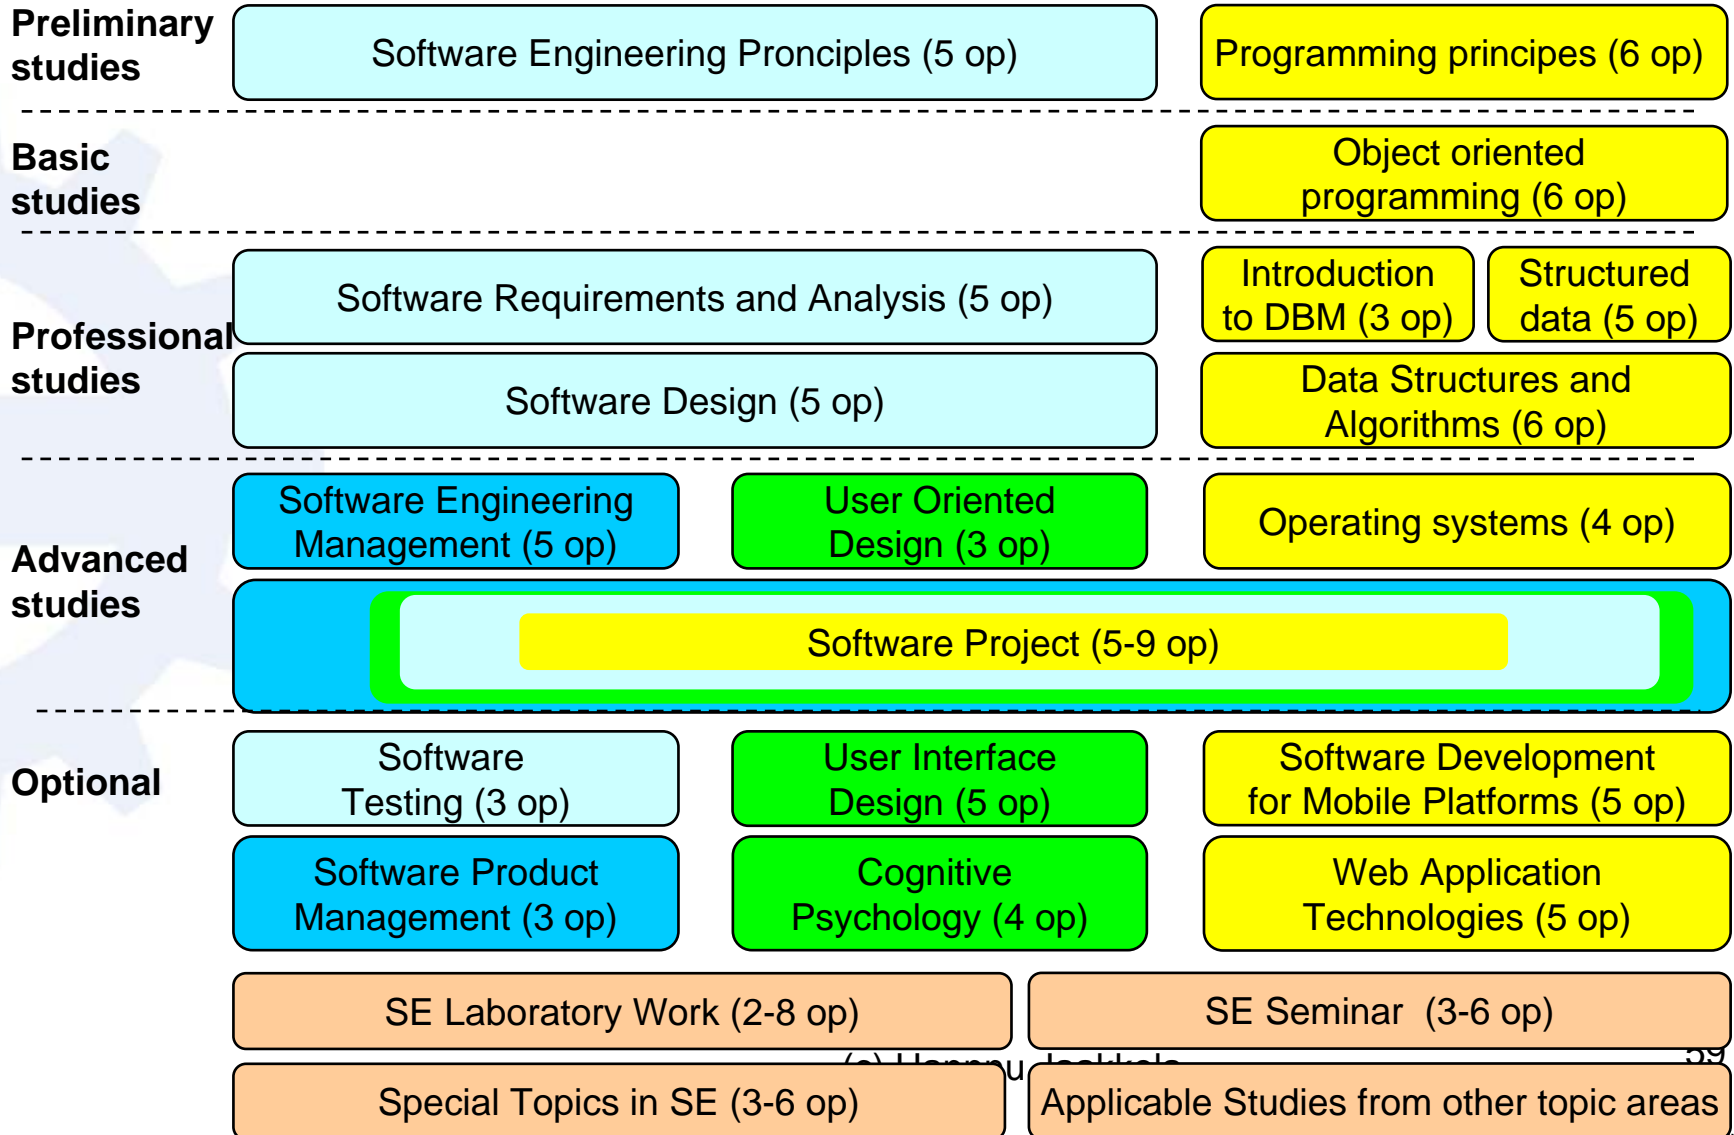 Preliminary
studies
Software Engineering Pronciples (5 op)
Programming principes (6 op)
Basic
studies
Object oriented
programming (6 op)
Professional
studies
Software Requirements and Analysis (5 op)
Introduction
to DBM (3 op)
Structured
data (5 op)
Software Design (5 op)
Data Structures and
Algorithms (6 op)
Advanced
studies
Software Engineering
Management (5 op)
User Oriented
Design (3 op)
Operating systems (4 op)
Software Project (5-9 op)
Optional
Software
Testing (3 op)
User Interface
Design (5 op)
Software Development
for Mobile Platforms (5 op)
Software Product
Management (3 op)
Cognitive
Psychology (4 op)
Web Application
Technologies (5 op)
SE Laboratory Work (2-8 op)
SE Seminar (3-6 op)
59
Special Topics in SE (3-6 op)
Applicable Studies from other topic areas